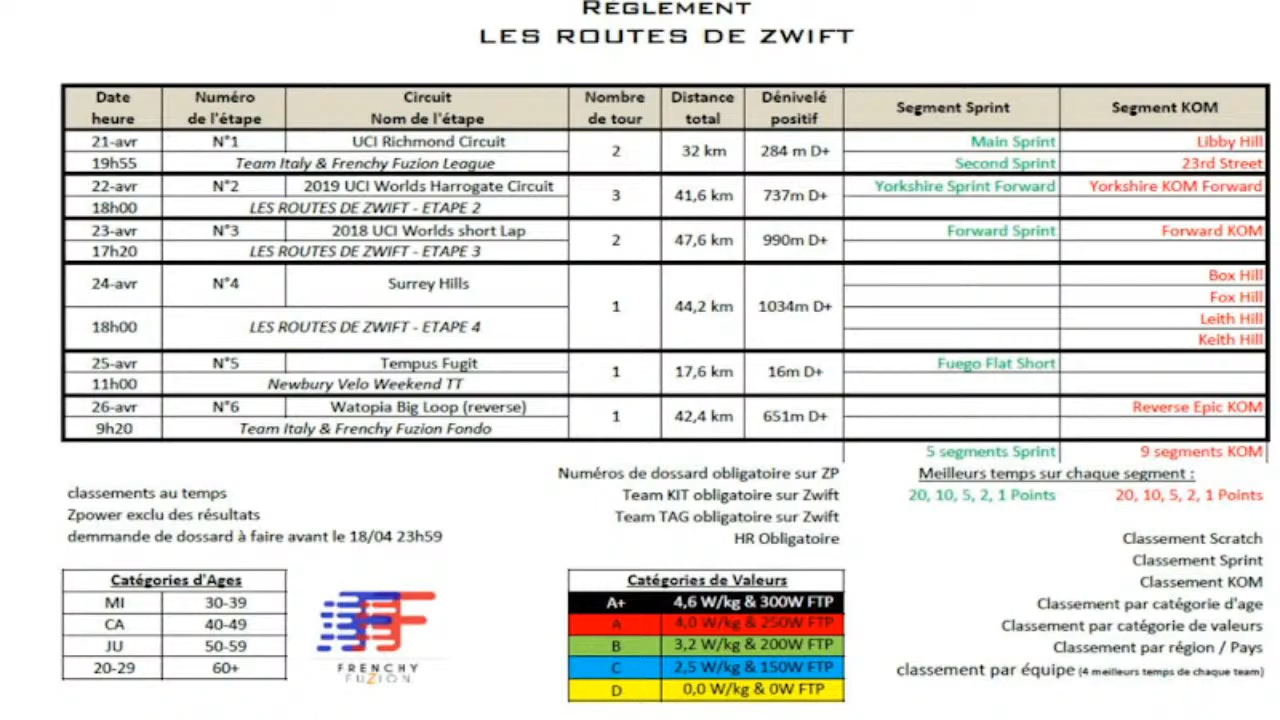 RÈGLEMENT
LES ROUTES DE ZWIFT
Date heure Numéro de l'étape Circuit Nom de l'étape Nombre de tour Distance total Dénivelé positif Segment Sprint Segment KOM
21-avr N°1 UCI Richmond Circuit 2 32 km 284 m D+ Main Sprint Libby Hill
19h55 Team Italy & Frenchy Fuzion League Second Sprint 23rd Street
22-avr N°2 2019 UCI Worlds Harrogate Circuit 3 41,6 km 737m D+ Yorkshire Sprint Forward Yorkshire KOM Forward
18h00 LES ROUTES DE ZWIFT - ETAPE 2
23-avr N°3 2018 UCI Worlds short Lap 2 47,6 km 990m D+ Forward Sprint Forward KOM
17h20 LES ROUTES DE ZWIFT - ETAPE 3
24-avr N°4 Surrey Hills 1 44,2 km 1034m D+ Box Hill
Fox Hill
18h00 LES ROUTES DE ZWIFT - ETAPE 4 Leith Hill
Keith Hill
25-avr N°5 Tempus Fugit 1 17,6 km 16m D+ Fuego Flat Short
11h00 Newbury Velo Weekend TT
26-avr N°6 Watopia Big Loop (reverse) 1 42,4 km 651m D+ Reverse Epic KOM
9h20 Team Italy & Frenchy Fuzion Fondo
5 segments Sprint 9 segments KOM
Numéros de dossard obligatoire sur ZP Meilleurs temps sur chaque segment :
classements au temps Team KIT obligatoire sur Zwift 20, 10, 5, 2, 1 Points 20, 10, 5, 2, 1 Points
Zpower exclu des résultats Team TAG obligatoire sur Zwift
demmande de dossard à faire avant le 18/04 23h59 HR Obligatoire Classement Scratch
Classement Sprint
Catégories d'Ages Catégories de Valeurs Classement KOM
MI 30-39 A+ 4,6 W/kg & 300W FTP Classement par catégorie d'age
CA 40-49 A 4,0 W/kg & 250W FTP Classement par catégorie de valeurs
JU 50-59 B 3,2 W/kg & 200W FTP Classement par région / Pays
20-29 60+ C 2,5 W/kg & 150W FTP classement par équipe (4 meilleurs temps de chaque team)
D 0,0 W/kg & 0W FTP
FRENCHY
FUZION